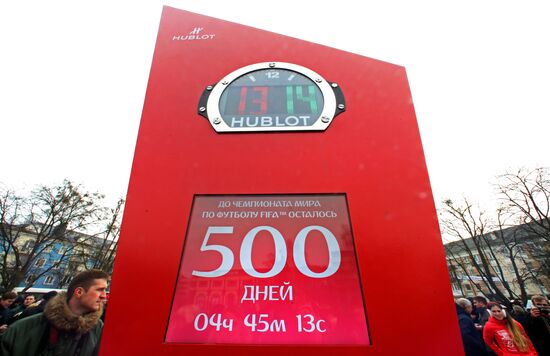 HUBLOT
12
13 14
HUBLOT
ДО ЧЕМПИОНАТА МИРА
ПО ФУТБОЛУ FIFA™ ОСТАЛОСЬ
500
ДНЕЙ
04ч 45м 13с